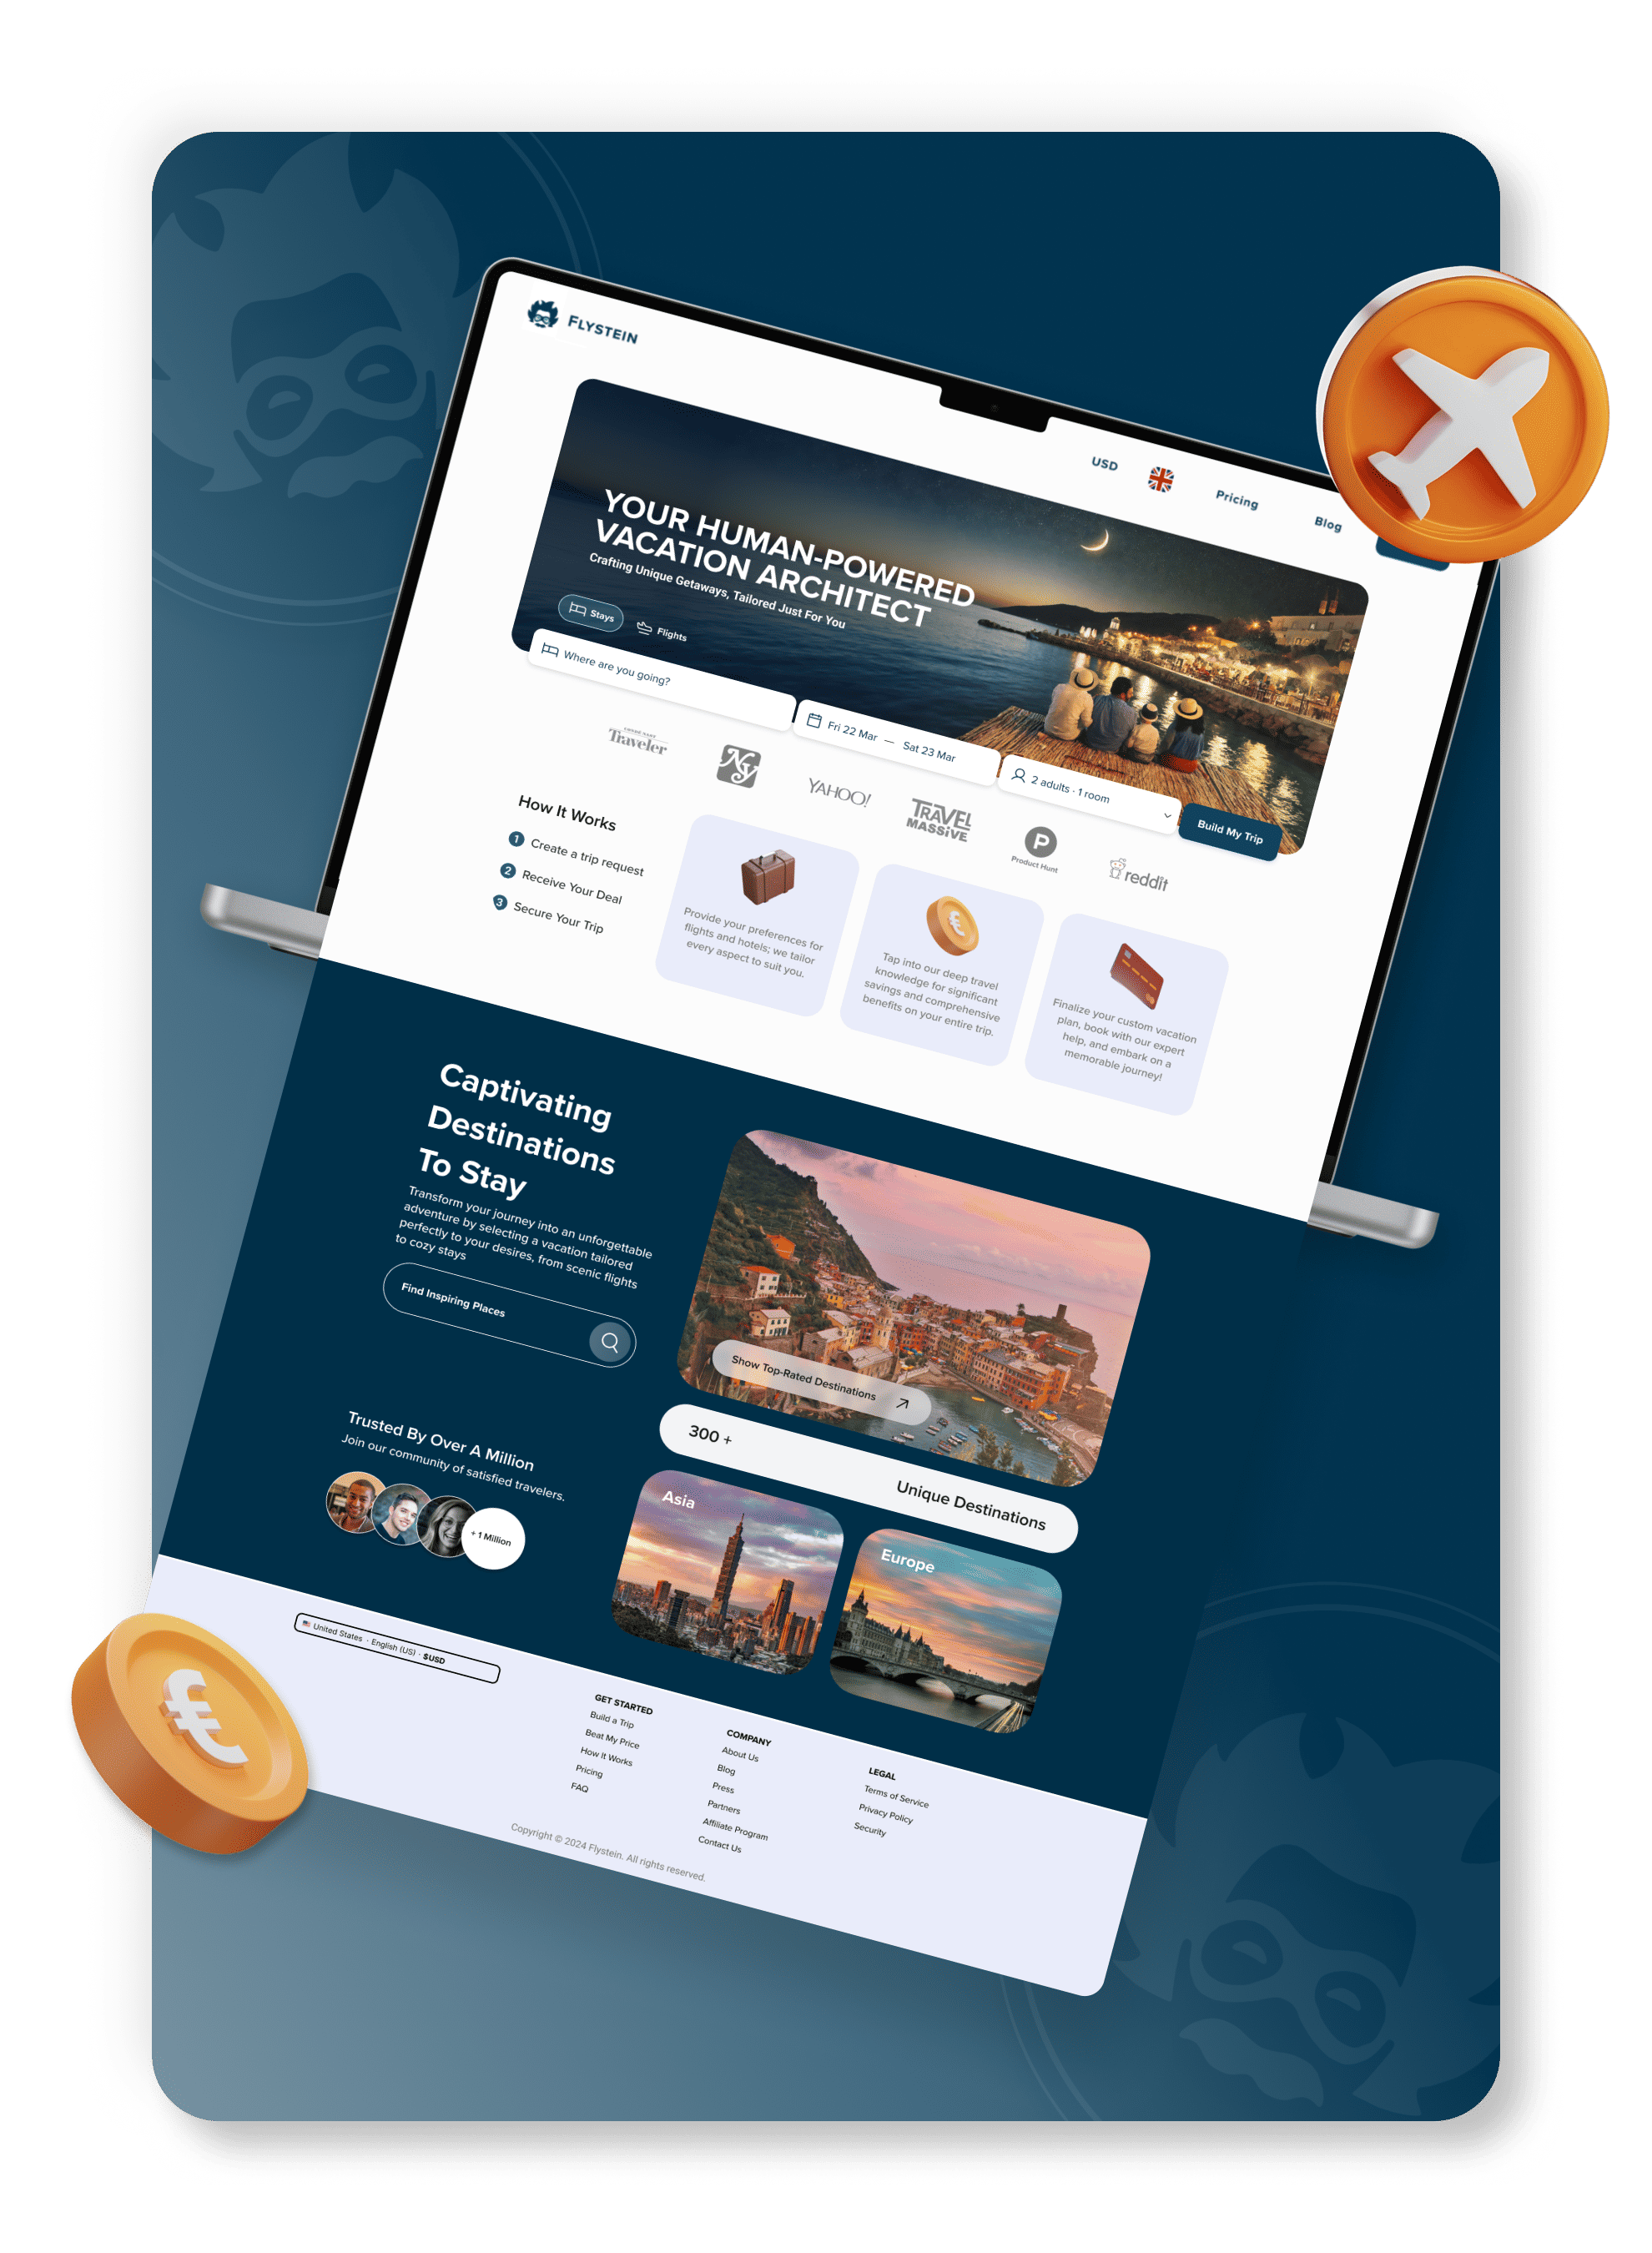 FLYSTEIN
USD
Pricing
Blog
YOUR HUMAN-POWERED
VACATION ARCHITECT
Crafting Unique Getaways, Tailored Just For You
Stays
Flights
Where are you going?
Fri 22 Mar — Sat 23 Mar
2 adults · 1 room
Build My Trip
Traveler
NY
YAHOO!
TRAVEL
MASSIVE
P
Product Hunt
reddit
How It Works
1 Create a trip request
2 Receive Your Deal
3 Secure Your Trip
Provide your preferences for
flights and hotels; we tailor
every aspect to suit you.
€
Tap into our deep travel
knowledge for significant
savings and comprehensive
benefits on your entire trip.
Finalize your custom vacation
plan, book with our expert
help, and embark on a
memorable journey!
Captivating
Destinations
To Stay
Transform your journey into an unforgettable
adventure by selecting a vacation tailored
perfectly to your desires, from scenic flights
to cozy stays
Find Inspiring Places
Show Top-Rated Destinations
300 +
Unique Destinations
Trusted By Over A Million
Join our community of satisfied travelers.
+ 1 Million
Asia
Europe
United States · English (US) · $USD
GET STARTED
Build a Trip
Beat My Price
How It Works
Pricing
FAQ
COMPANY
About Us
Blog
Press
Partners
Affiliate Program
Contact Us
LEGAL
Terms of Service
Privacy Policy
Security
Copyright © 2024 Flystein. All rights reserved.
€